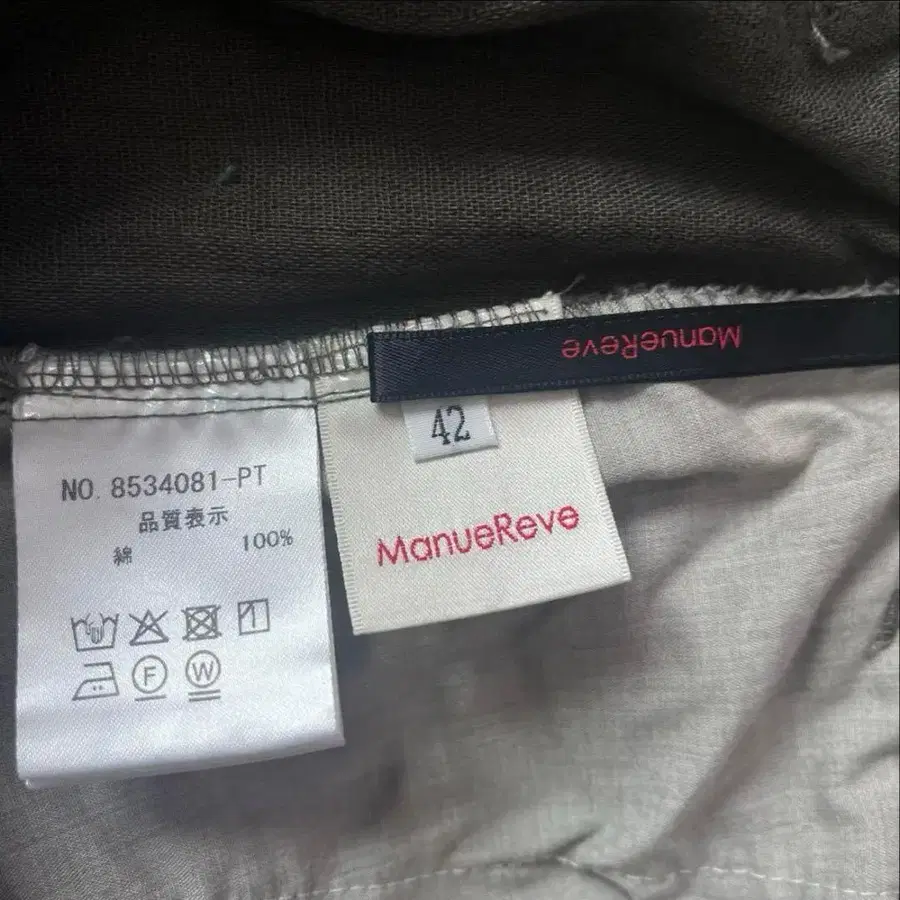 NO. 8534081-PT
品質表示
綿 100%
F
W
42
ManueReve
ManueReve